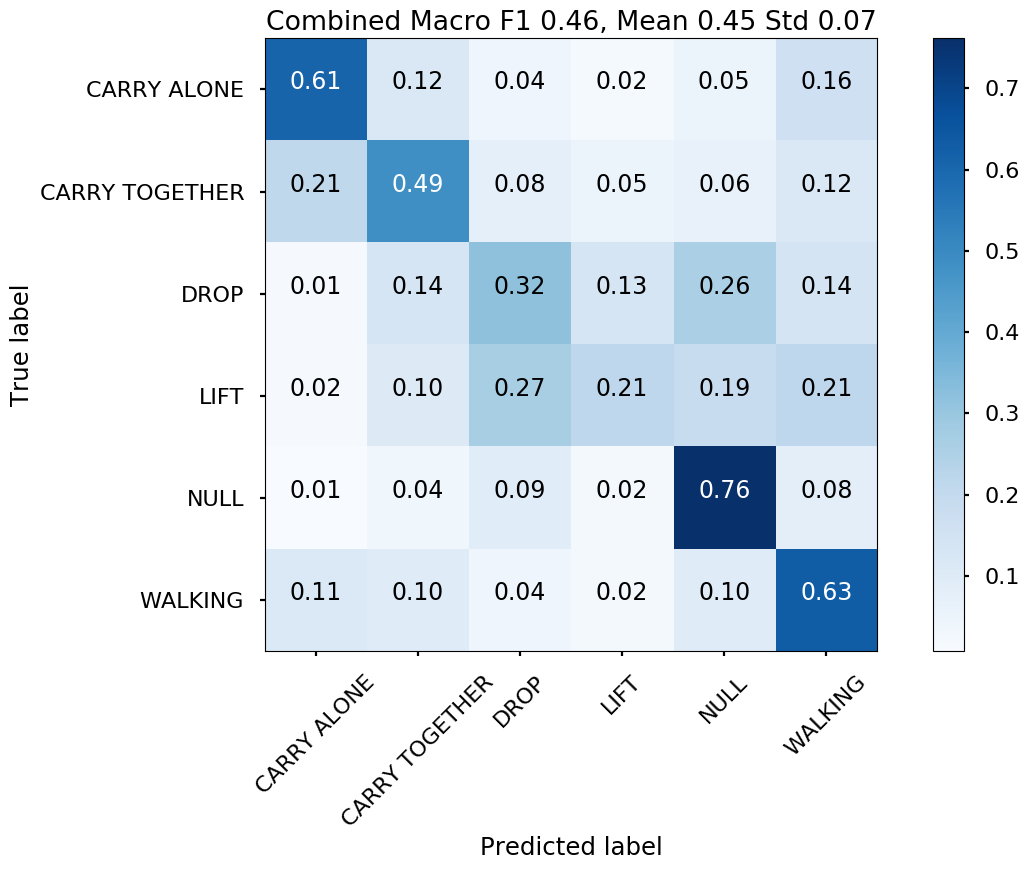 Combined Macro F1 0.46, Mean 0.45 Std 0.07
CARRY ALONE 0.61 0.12 0.04 0.02 0.05 0.16
CARRY TOGETHER 0.21 0.49 0.08 0.05 0.06 0.12
DROP 0.01 0.14 0.32 0.13 0.26 0.14
LIFT 0.02 0.10 0.27 0.21 0.19 0.21
NULL 0.01 0.04 0.09 0.02 0.76 0.08
WALKING 0.11 0.10 0.04 0.02 0.10 0.63
True label
CARRY ALONE
CARRY TOGETHER
DROP
LIFT
NULL
WALKING
Predicted label
0.7
0.6
0.5
0.4
0.3
0.2
0.1